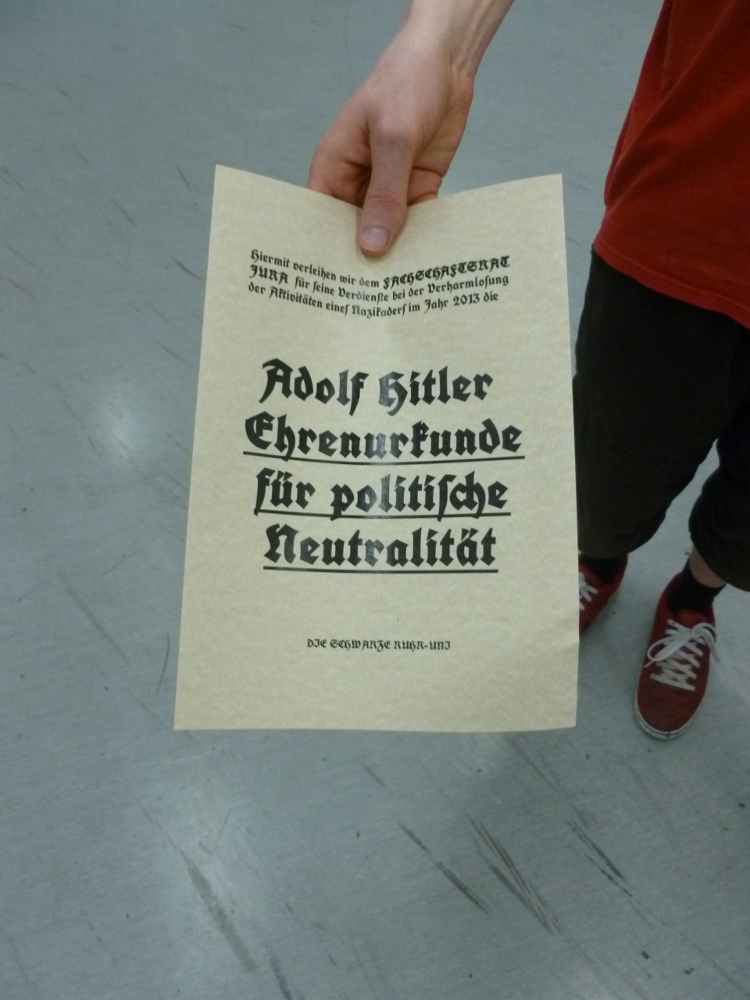 Hiermit verleihen wir dem FACHSCHAFTSRAT
JURA für seine Verdienste bei der Verharmlosung
der Aktivitäten eineſ Nazikaderſ im Jahr 2013 die
Adolf Hitler
Ehrenurkunde
für politiſche
Neutralität
DIE SCHWARZE RUHR-UNI